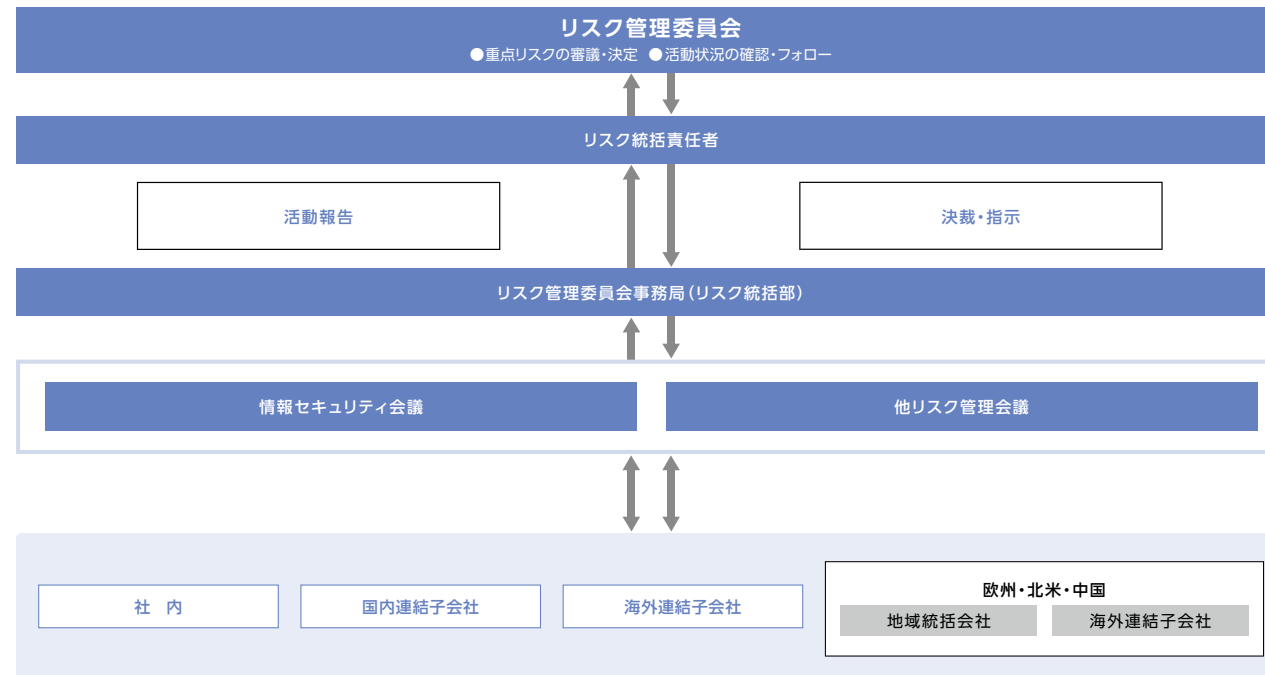 リスク管理委員会
●重点リスクの審議・決定 ●活動状況の確認・フォロー
リスク統括責任者
活動報告
決裁・指示
リスク管理委員会事務局（リスク統括部）
情報セキュリティ会議
他リスク管理会議
社　内
国内連結子会社
海外連結子会社
欧州・北米・中国
地域統括会社
海外連結子会社